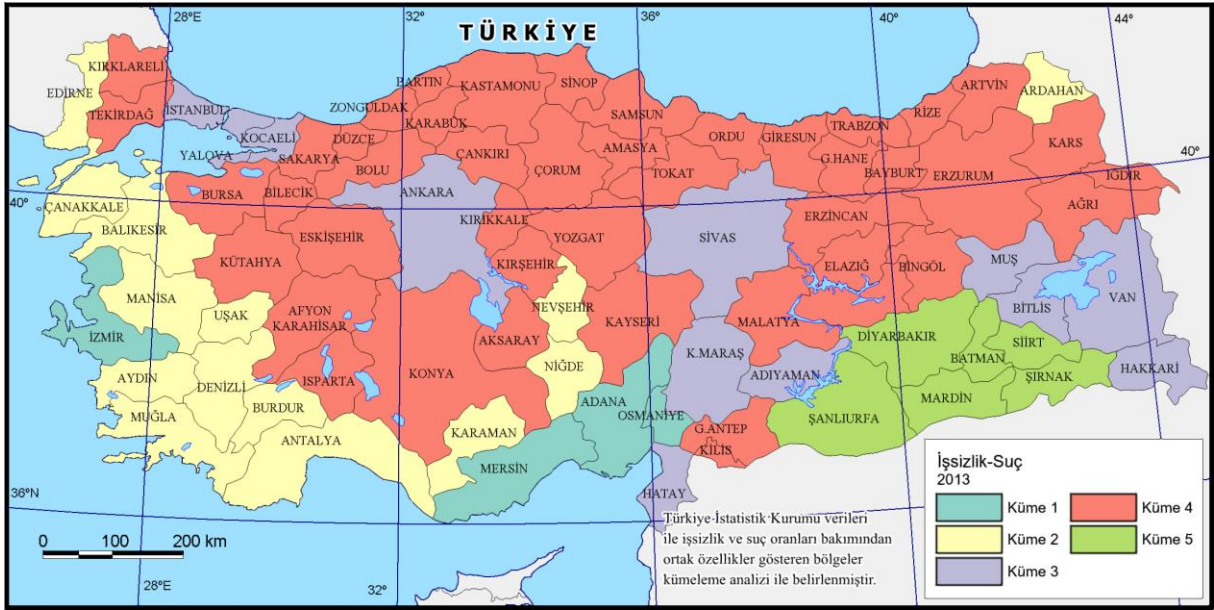 28°E
32°
36°
40°
44°
TÜRKİYE
KIRKLARELİ
EDİRNE
TEKİRDAĞ
İSTANBUL
KOCAELİ
YALOVA
SAKARYA
DÜZCE
ZONGULDAK
BARTIN
KARABÜK
KASTAMONU
SİNOP
SAMSUN
ORDU
GİRESUN
TRABZON
RİZE
ARTVİN
ARDAHAN
KARS
IĞDIR
AĞRI
40°
40°
BURSA
BİLECİK
BOLU
ÇANKIRI
ÇORUM
AMASYA
TOKAT
G.HANE
BAYBURT
ERZURUM
ÇANAKKALE
BALIKESİR
ESKİŞEHİR
ANKARA
KIRIKKALE
YOZGAT
SİVAS
ERZİNCAN
KÜTAHYA
KIRŞEHİR
ELAZIĞ
BİNGÖL
MUŞ
BİTLİS
VAN
MANİSA
UŞAK
AFYON
KARAHİSAR
NEVŞEHİR
KAYSERİ
MALATYA
İZMİR
AKSARAY
NİĞDE
K.MARAŞ
ADIYAMAN
DİYARBAKIR
BATMAN
SİİRT
ŞIRNAK
HAKKARİ
AYDIN
DENİZLİ
ISPARTA
KONYA
MUĞLA
BURDUR
ANTALYA
KARAMAN
MERSİN
ADANA
OSMANİYE
G.ANTEP
KİLİS
ŞANLIURFA
MARDİN
HATAY
36°N
0 100 200 km
28°E
32°
Türkiye İstatistik Kurumu verileri
ile işsizlik ve suç oranları bakımından
ortak özellikler gösteren bölgeler
kümeleme analizi ile belirlenmiştir.
İşsizlik-Suç
2013
Küme 1
Küme 4
Küme 2
Küme 5
Küme 3